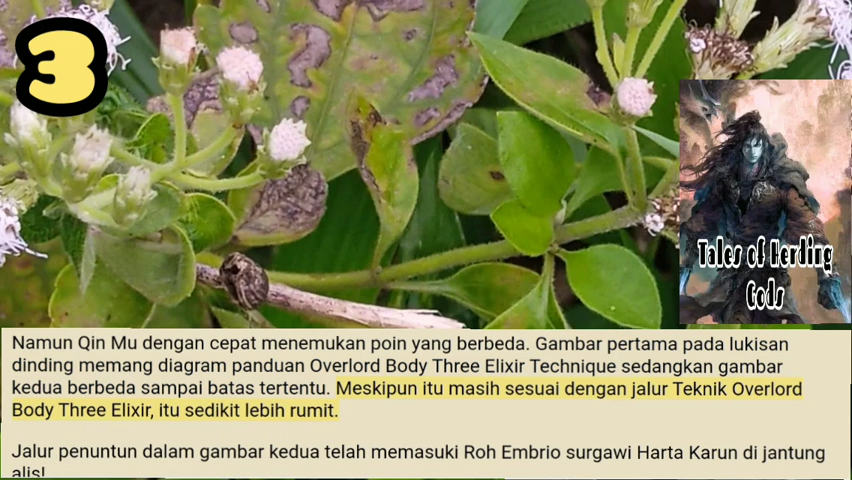 3
Tales of Herding
Gods
Namun Qin Mu dengan cepat menemukan poin yang berbeda. Gambar pertama pada lukisan
dinding memang diagram panduan Overlord Body Three Elixir Technique sedangkan gambar
kedua berbeda sampai batas tertentu. Meskipun itu masih sesuai dengan jalur Teknik Overlord
Body Three Elixir, itu sedikit lebih rumit.
Jalur penuntun dalam gambar kedua telah memasuki Roh Embrio surgawi Harta Karun di jantung
alis!